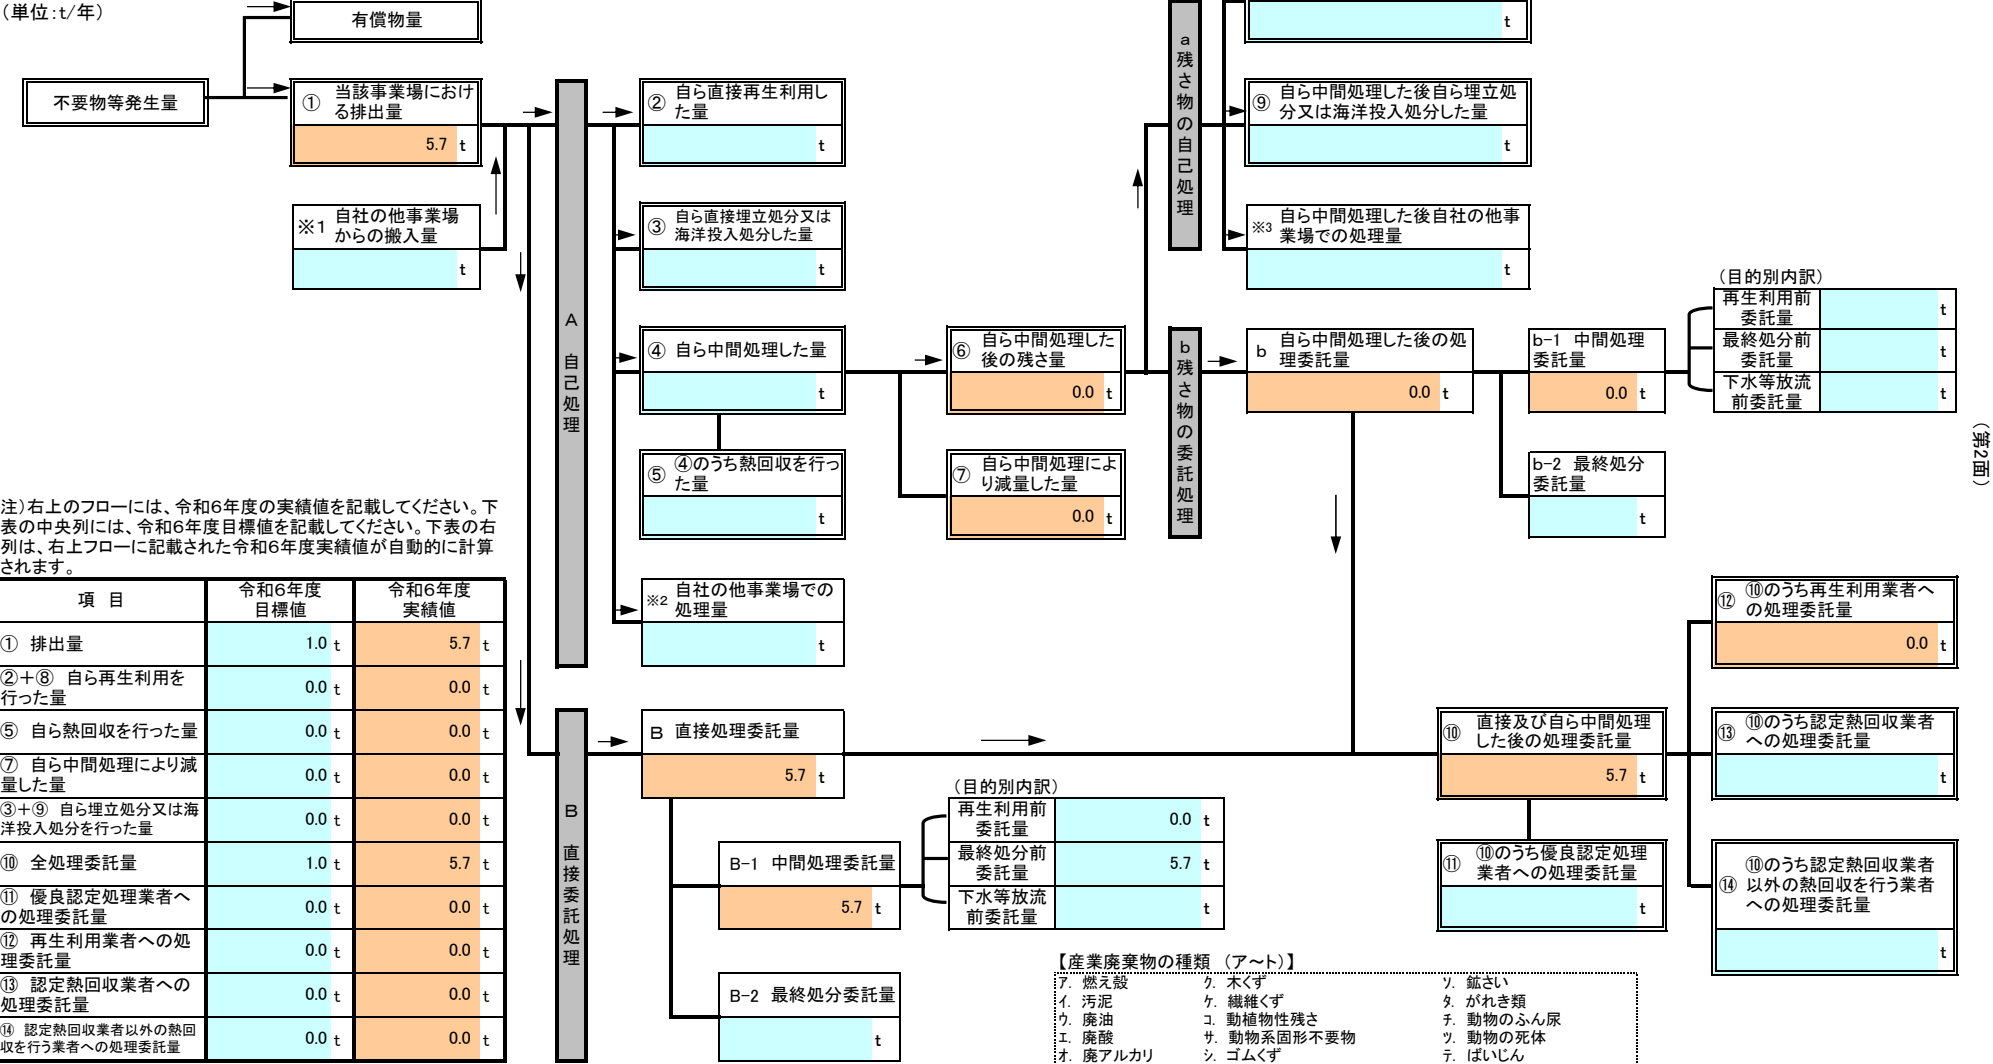 （単位：t/年）
有償物量
不要物等発生量
① 当該事業場におけ
る排出量
5.7 t
※1 自社の他事業場
からの搬入量
t
A 自己処理
② 自ら直接再生利用し
た量
t
③ 自ら直接埋立処分又は
海洋投入処分した量
t
④ 自ら中間処理した量
t
⑤ ④のうち熱回収を行っ
た量
t
※2 自社の他事業場での
処理量
t
⑥ 自ら中間処理した
後の残さ量
0.0 t
⑦ 自ら中間処理によ
り減量した量
0.0 t
a 残さ物の自己処理
t
⑨ 自ら中間処理した後自ら埋立処
分又は海洋投入処分した量
t
※3 自ら中間処理した後自社の他事
業場での処理量
t
b 残さ物の委託処理
b 自ら中間処理した後の処
理委託量
0.0 t
b-1 中間処理
委託量
0.0 t
b-2 最終処分
委託量
t
（目的別内訳）
再生利用前
委託量
t
最終処分前
委託量
t
下水等放流
前委託量
t
（第2面）
注）右上のフローには、令和6年度の実績値を記載してください。下
表の中央列には、令和6年度目標値を記載してください。下表の右
列は、右上フローに記載された令和6年度実績値が自動的に計算
されます。
項 目 令和6年度
目標値 令和6年度
実績値
① 排出量 1.0 t 5.7 t
②＋⑧ 自ら再生利用を
行った量 0.0 t 0.0 t
⑤ 自ら熱回収を行った量 0.0 t 0.0 t
⑦ 自ら中間処理により減
量した量 0.0 t 0.0 t
③＋⑨ 自ら埋立処分又は海
洋投入処分を行った量 0.0 t 0.0 t
⑩ 全処理委託量 1.0 t 5.7 t
⑪ 優良認定処理業者へ
の処理委託量 0.0 t 0.0 t
⑫ 再生利用業者への処
理委託量 0.0 t 0.0 t
⑬ 認定熱回収業者への
処理委託量 0.0 t 0.0 t
⑭ 認定熱回収業者以外の熱回
収を行う業者への処理委託量 0.0 t 0.0 t
B 直接委託処理
B 直接処理委託量
5.7 t
B-1 中間処理委託量
5.7 t
B-2 最終処分委託量
t
（目的別内訳）
再生利用前
委託量
0.0 t
最終処分前
委託量
5.7 t
下水等放流
前委託量
t
⑩ 直接及び自ら中間処理
した後の処理委託量
5.7 t
⑪ ⑩のうち優良認定処理
業者への処理委託量
t
⑫ ⑩のうち再生利用業者へ
の処理委託量
0.0 t
⑬ ⑩のうち認定熱回収業者
への処理委託量
t
⑭ ⑩のうち認定熱回収業者
以外の熱回収を行う業者
への処理委託量
t
【産業廃棄物の種類 （ア～ト）】
ｱ. 燃え殻 ｸ. 木くず ｿ. 鉱さい
ｲ. 汚泥 ｹ. 繊維くず ﾀ. がれき類
ｳ. 廃油 ｺ. 動植物性残さ ﾁ. 動物のふん尿
ｴ. 廃酸 ｻ. 動物系固形不要物 ﾂ. 動物の死体
ｵ. 廃アルカリ ｼ. ゴムくず ﾃ. ばいじん